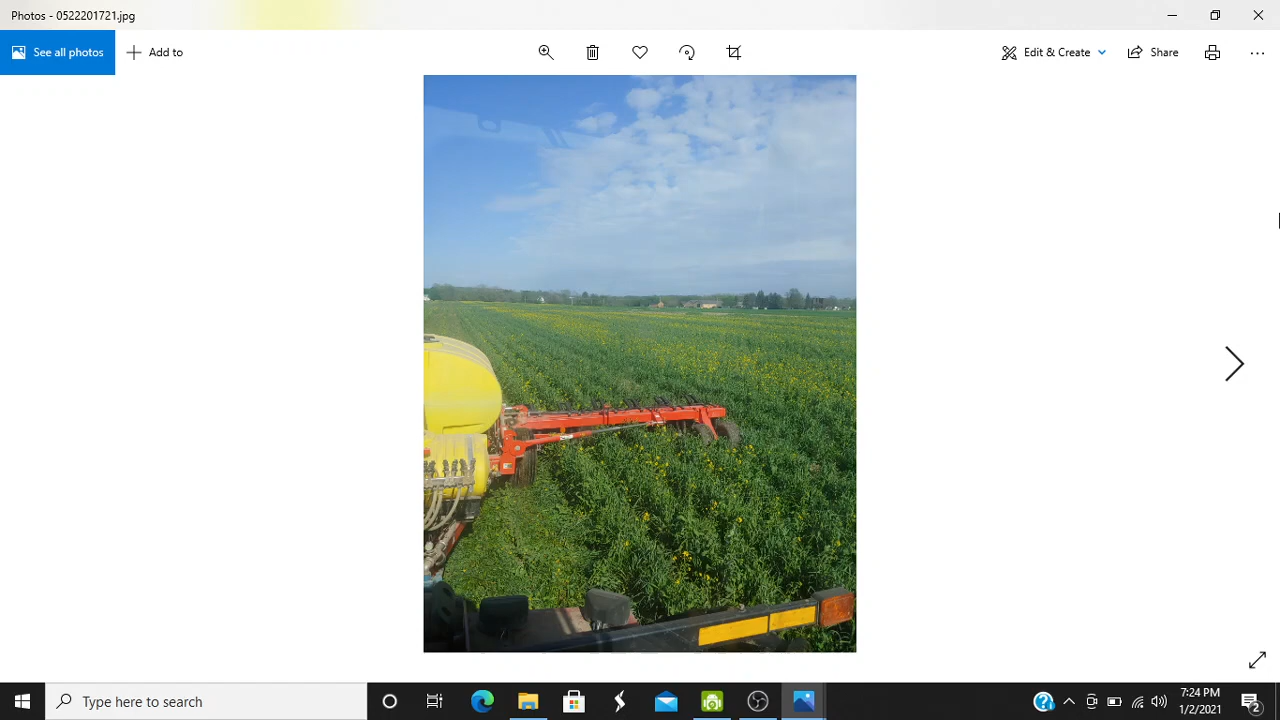 Photos - 0522201721.jpg
See all photos
Add to
Edit & Create
Share
Type here to search
7:24 PM
1/2/2021
2